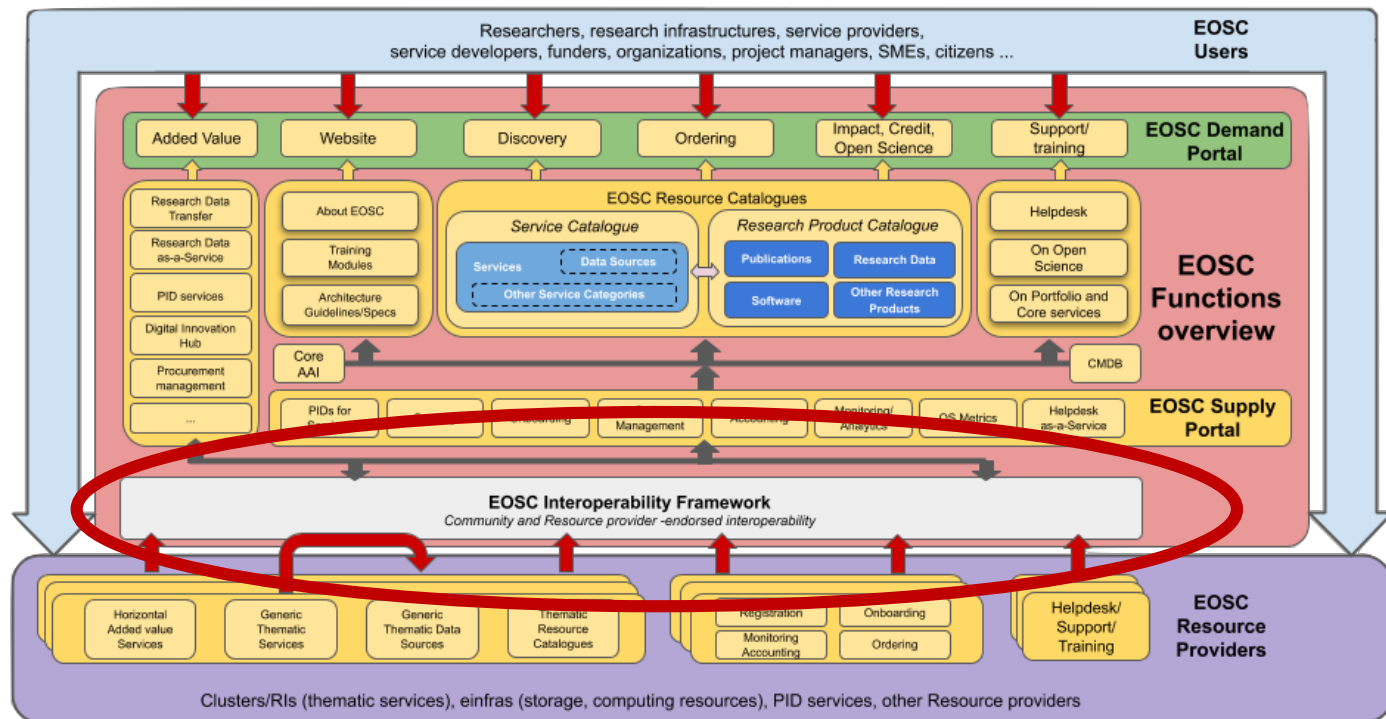 Researchers, research infrastructures, service providers,
service developers, funders, organizations, project managers, SMEs, citizens ...
EOSC
Users
Added Value
Website
Discovery
Ordering
Impact, Credit,
Open Science
Support/
training
EOSC Demand
Portal
Research Data
Transfer
Research Data
as-a-Service
PID services
Digital Innovation
Hub
Procurement
management
...
About EOSC
Training
Modules
Architecture
Guidelines/Specs
EOSC Resource Catalogues
Service Catalogue
Services
Data Sources
Other Service Categories
Research Product Catalogue
Publications
Research Data
Software
Other Research
Products
Helpdesk
On Open
Science
On Portfolio and
Core services
EOSC
Functions
overview
Core
AAI
CMDB
PIDs for
Management
Accounting
Monitoring/
Analytics
OS Metrics
Helpdesk
as-a-Service
EOSC Supply
Portal
EOSC Interoperability Framework
Community and Resource provider -endorsed interoperability
Horizontal
Added value
Services
Generic
Thematic
Services
Generic
Thematic Data
Sources
Thematic
Resource
Catalogues
Registration
Onboarding
Monitoring
Accounting
Ordering
Helpdesk/
Support/
Training
EOSC
Resource
Providers
Clusters/RIs (thematic services), einfras (storage, computing resources), PID services, other Resource providers